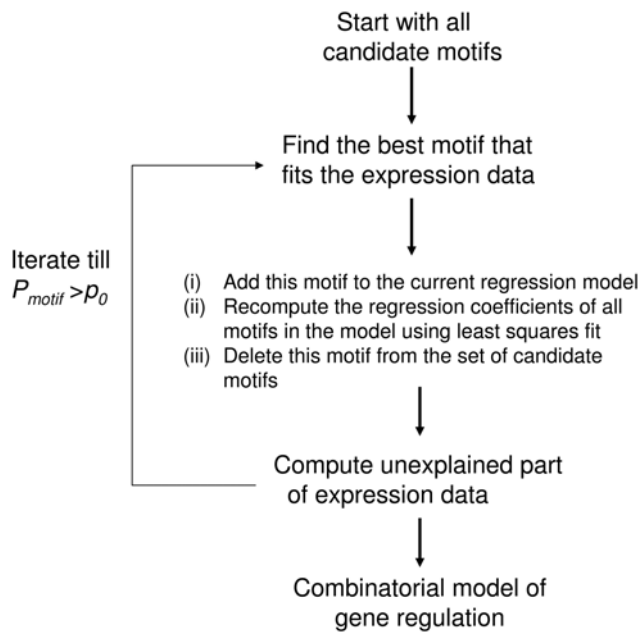 Start with all
candidate motifs
Find the best motif that
fits the expression data
Iterate till
P_motif >p_0
(i) Add this motif to the current regression model
(ii) Recompute the regression coefficients of all
motifs in the model using least squares fit
(iii) Delete this motif from the set of candidate
motifs
Compute unexplained part
of expression data
Combinatorial model of
gene regulation